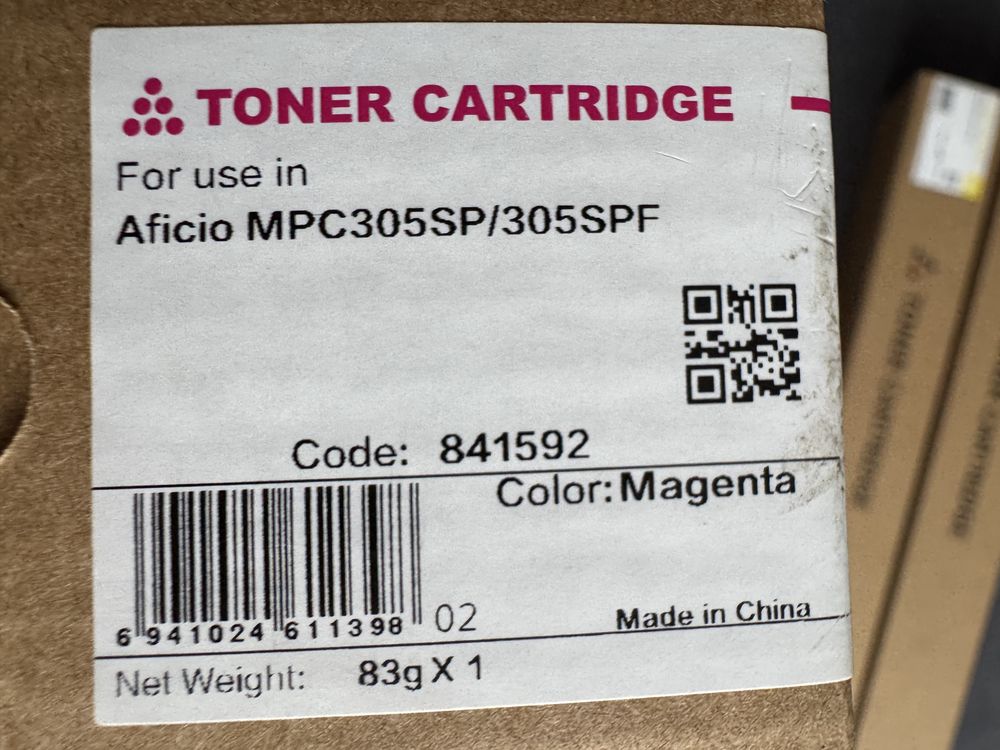 TONER CARTRIDGE
For use in
Aficio MPC305SP/305SPF
Code: 841592
Color: Magenta
6 941024 611398 02
Made in China
Net Weight: 83g X 1